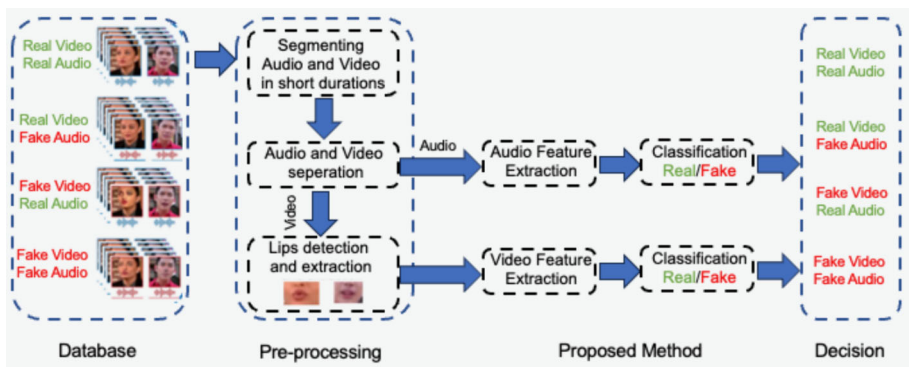 Real Video
Real Audio
Real Video
Fake Audio
Fake Video
Real Audio
Fake Video
Fake Audio
Database
Segmenting
Audio and Video
in short durations
Audio and Video
seperation
Video
Lips detection
and extraction
Pre-processing
Audio
Audio Feature
Extraction
Classification
Real/Fake
Video Feature
Extraction
Classification
Real/Fake
Proposed Method
Real Video
Real Audio
Real Video
Fake Audio
Fake Video
Real Audio
Fake Video
Fake Audio
Decision